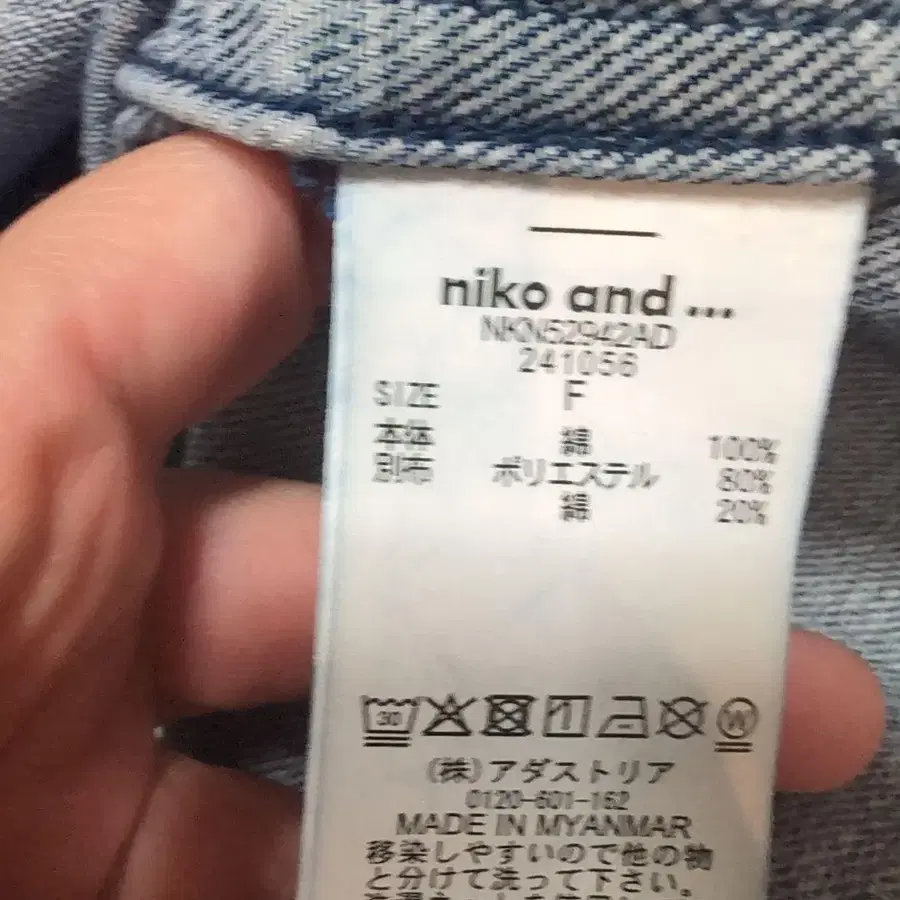 niko and ...
NKN52942AD
241056
SIZE F
本体 綿 100%
別布 ポリエステル 80%
綿 20%
30
W
(株)アダストリア
0120-601-162
MADE IN MYANMAR
移染しやすいので他の物
と分けて洗って下さい。